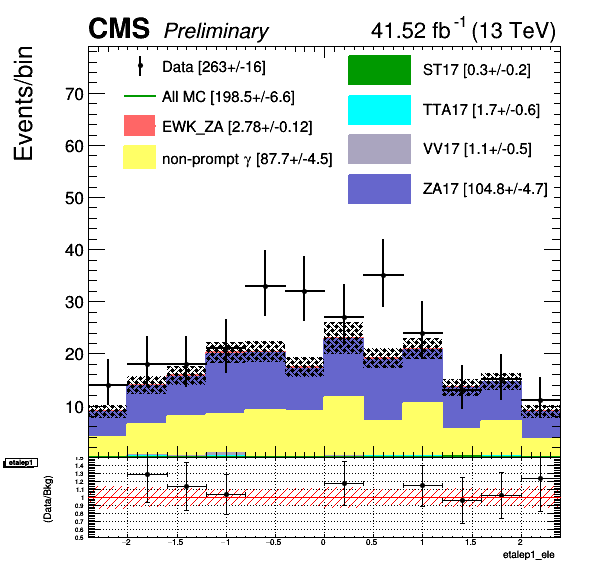 CMS Preliminary 41.52 fb⁻¹ (13 TeV)
Events/bin
Data [263+/-16]
All MC [198.5+/-6.6]
EWK_ZA [2.78+/-0.12]
non-prompt γ [87.7+/-4.5]
ST17 [0.3+/-0.2]
TTA17 [1.7+/-0.6]
VV17 [1.1+/-0.5]
ZA17 [104.8+/-4.7]
70
60
50
40
30
20
10
etalep1
(Data/Bkg)
1.5
1.4
1.3
1.2
1.1
1
0.9
0.8
0.7
0.6
0.5
-2 -1.5 -1 -0.5 0 0.5 1 1.5 2
etalep1_ele